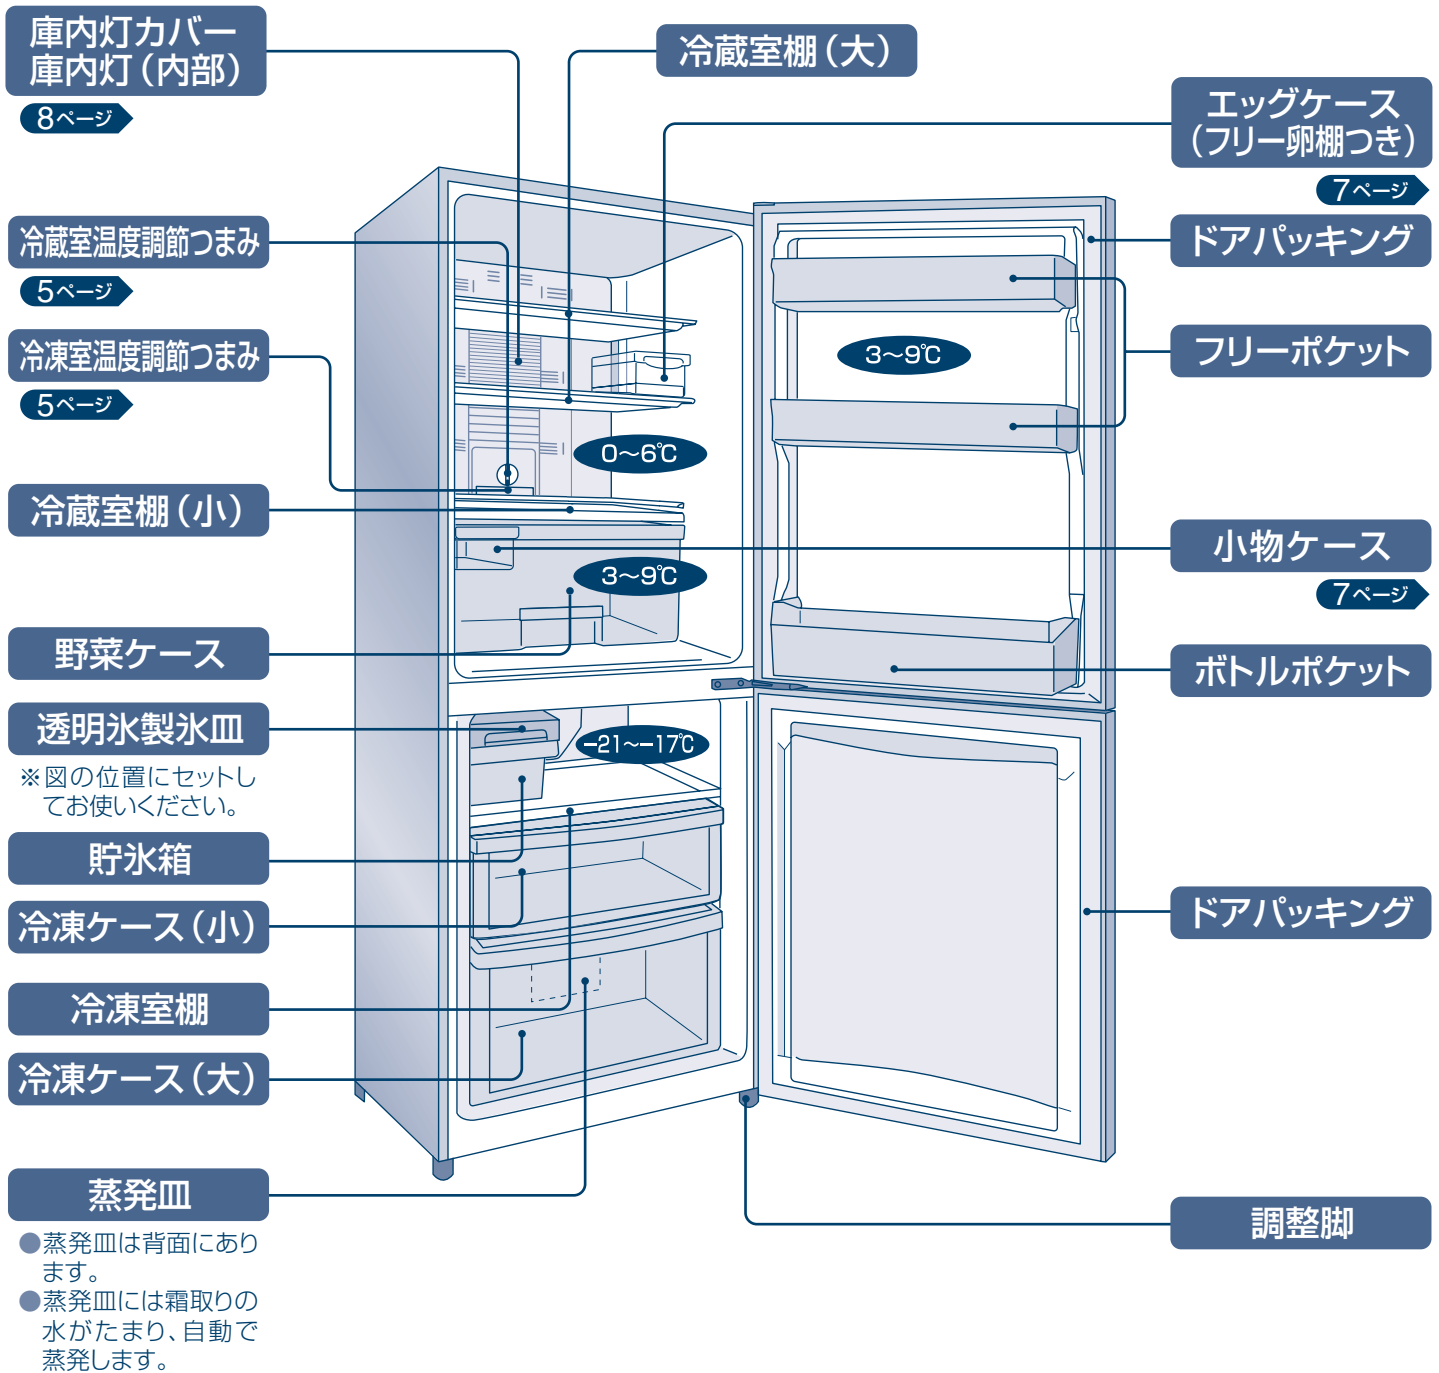 庫内灯カバー
庫内灯（内部）
8ページ
冷蔵室棚（大）
エッグケース
（フリー卵棚つき）
7ページ
冷蔵室温度調節つまみ
5ページ
ドアパッキング
冷凍室温度調節つまみ
5ページ
フリーポケット
3～9℃
0～6℃
冷蔵室棚（小）
小物ケース
7ページ
3～9℃
野菜ケース
ボトルポケット
透明氷製氷皿
※図の位置にセットし
てお使いください。
−21～−17℃
貯氷箱
冷凍ケース（小）
ドアパッキング
冷凍室棚
冷凍ケース（大）
蒸発皿
●蒸発皿は背面にあり
ます。
●蒸発皿には霜取りの
水がたまり、自動で
蒸発します。
調整脚